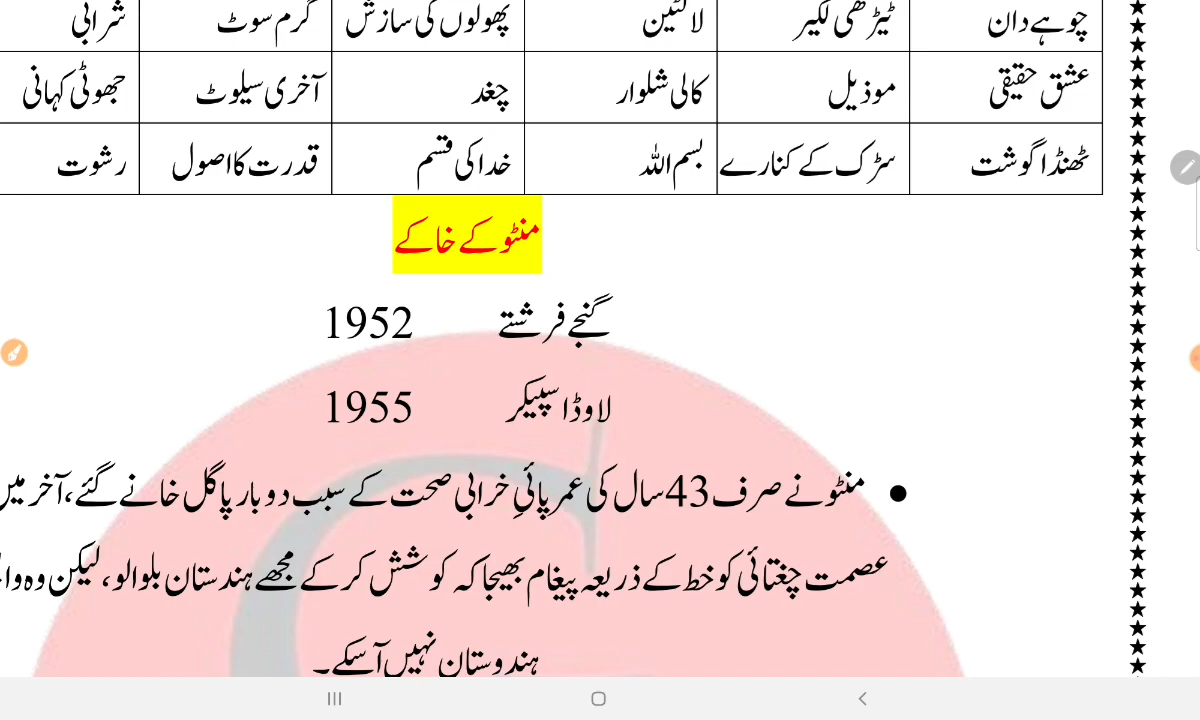 چوہے دان ٹیڑھی لکیر لالٹین پھولوں کی سازش گرم سوٹ شرابی
عشق حقیقی موذیل کالی شلوار چغد آخری سیلوٹ جھوٹی کہانی
ٹھنڈا گوشت سڑک کے کنارے بسم اللہ خدا کی قسم قدرت کا اصول رشوت
منٹو کے خاکے
گنجے فرشتے 1952
لاوڈاسپیکر 1955
● منٹو نے صرف 43 سال کی عمر پائیِ خرابی صحت کے سبب دو بار پاگل خانے گئے، آخر میں
عصمت چغتائی کو خط کے ذریعہ پیغام بھیجا کہ کوشش کر کے مجھے ہندستان بلوا لو، لیکن وہ
ہندوستان نہیں آسکے۔